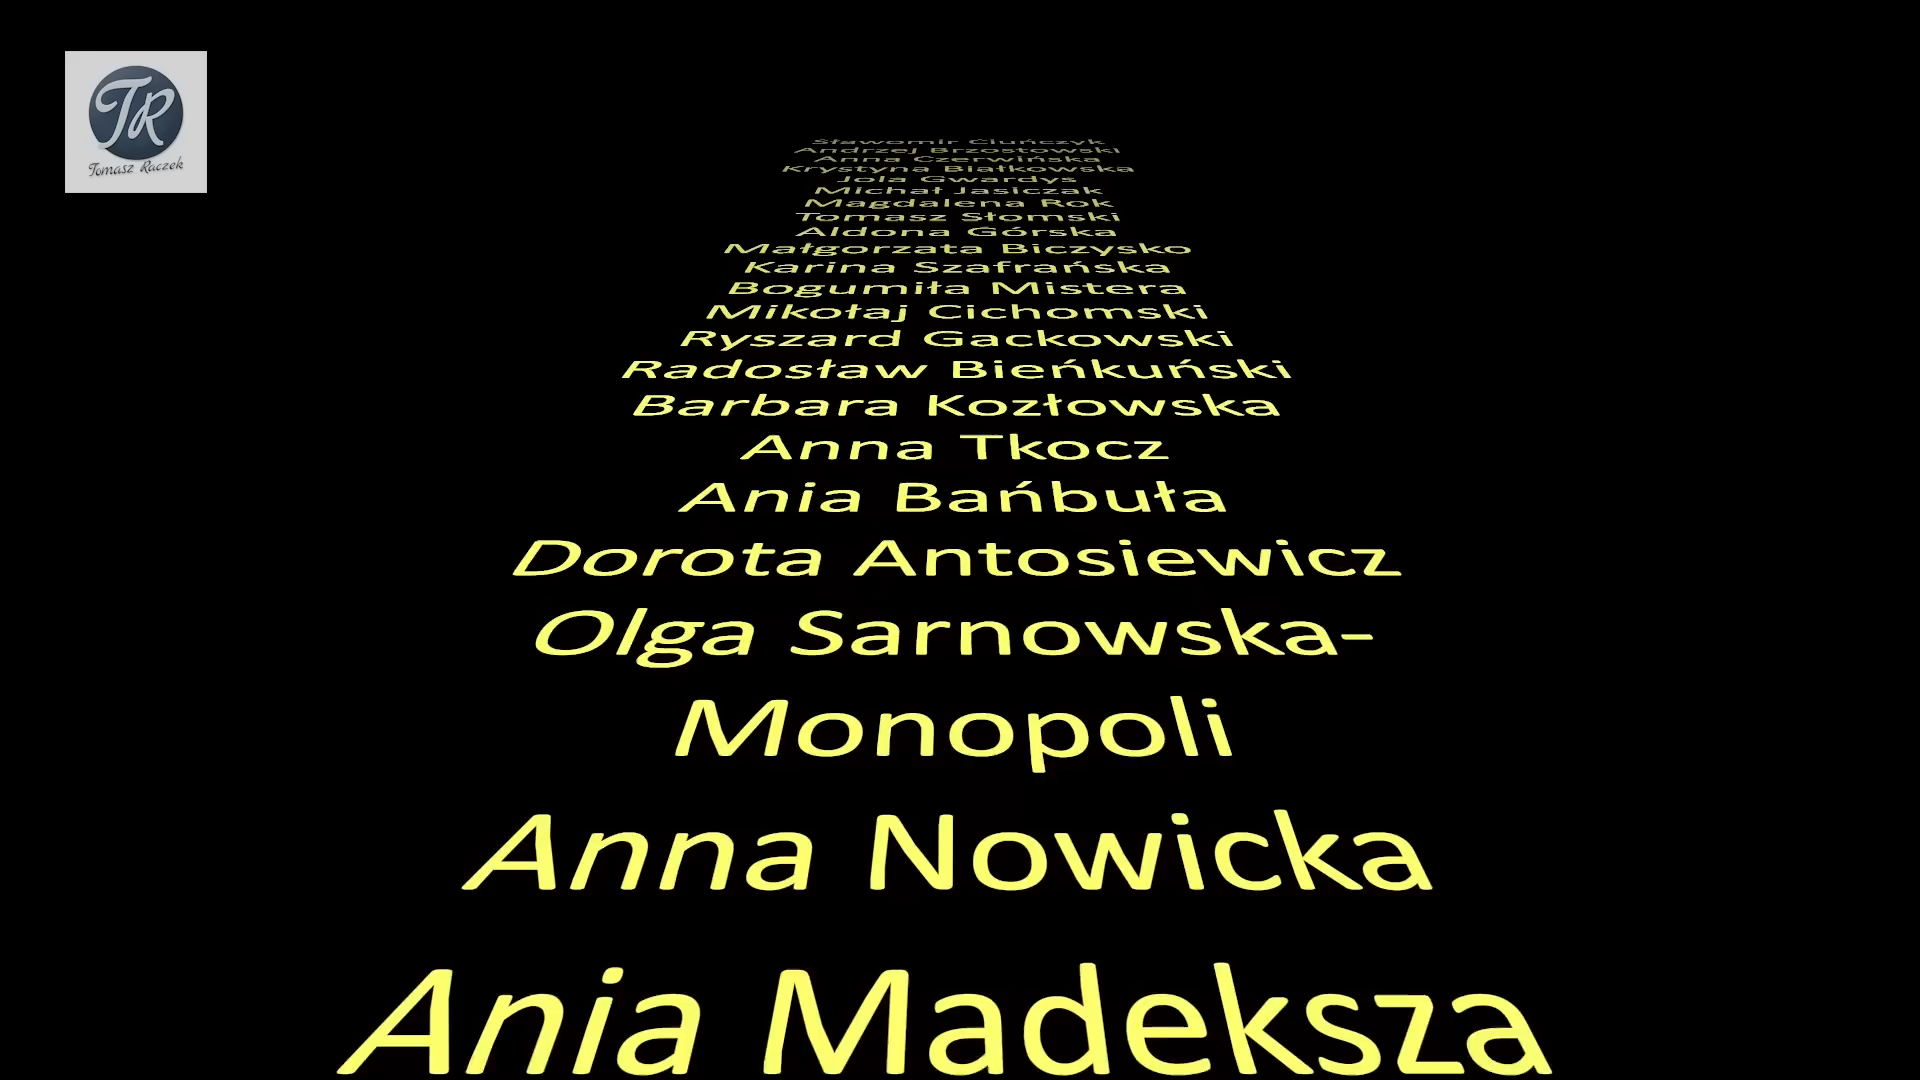 TR
Tomasz Raczek
Sławomir Ciuńczyk
Andrzej Brzostowski
Anna Czerwińska
Krystyna Białkowska
Jola Gwardys
Michał Jasiczak
Magdalena Rok
Tomasz Słomski
Aldona Górska
Małgorzata Biczysko
Karina Szafrańska
Bogumiła Mistera
Mikołaj Cichomski
Ryszard Gackowski
Radosław Bieńkuński
Barbara Kozłowska
Anna Tkocz
Ania Bańbuła
Dorota Antosiewicz
Olga Sarnowska-
Monopoli
Anna Nowicka
Ania Madeksza